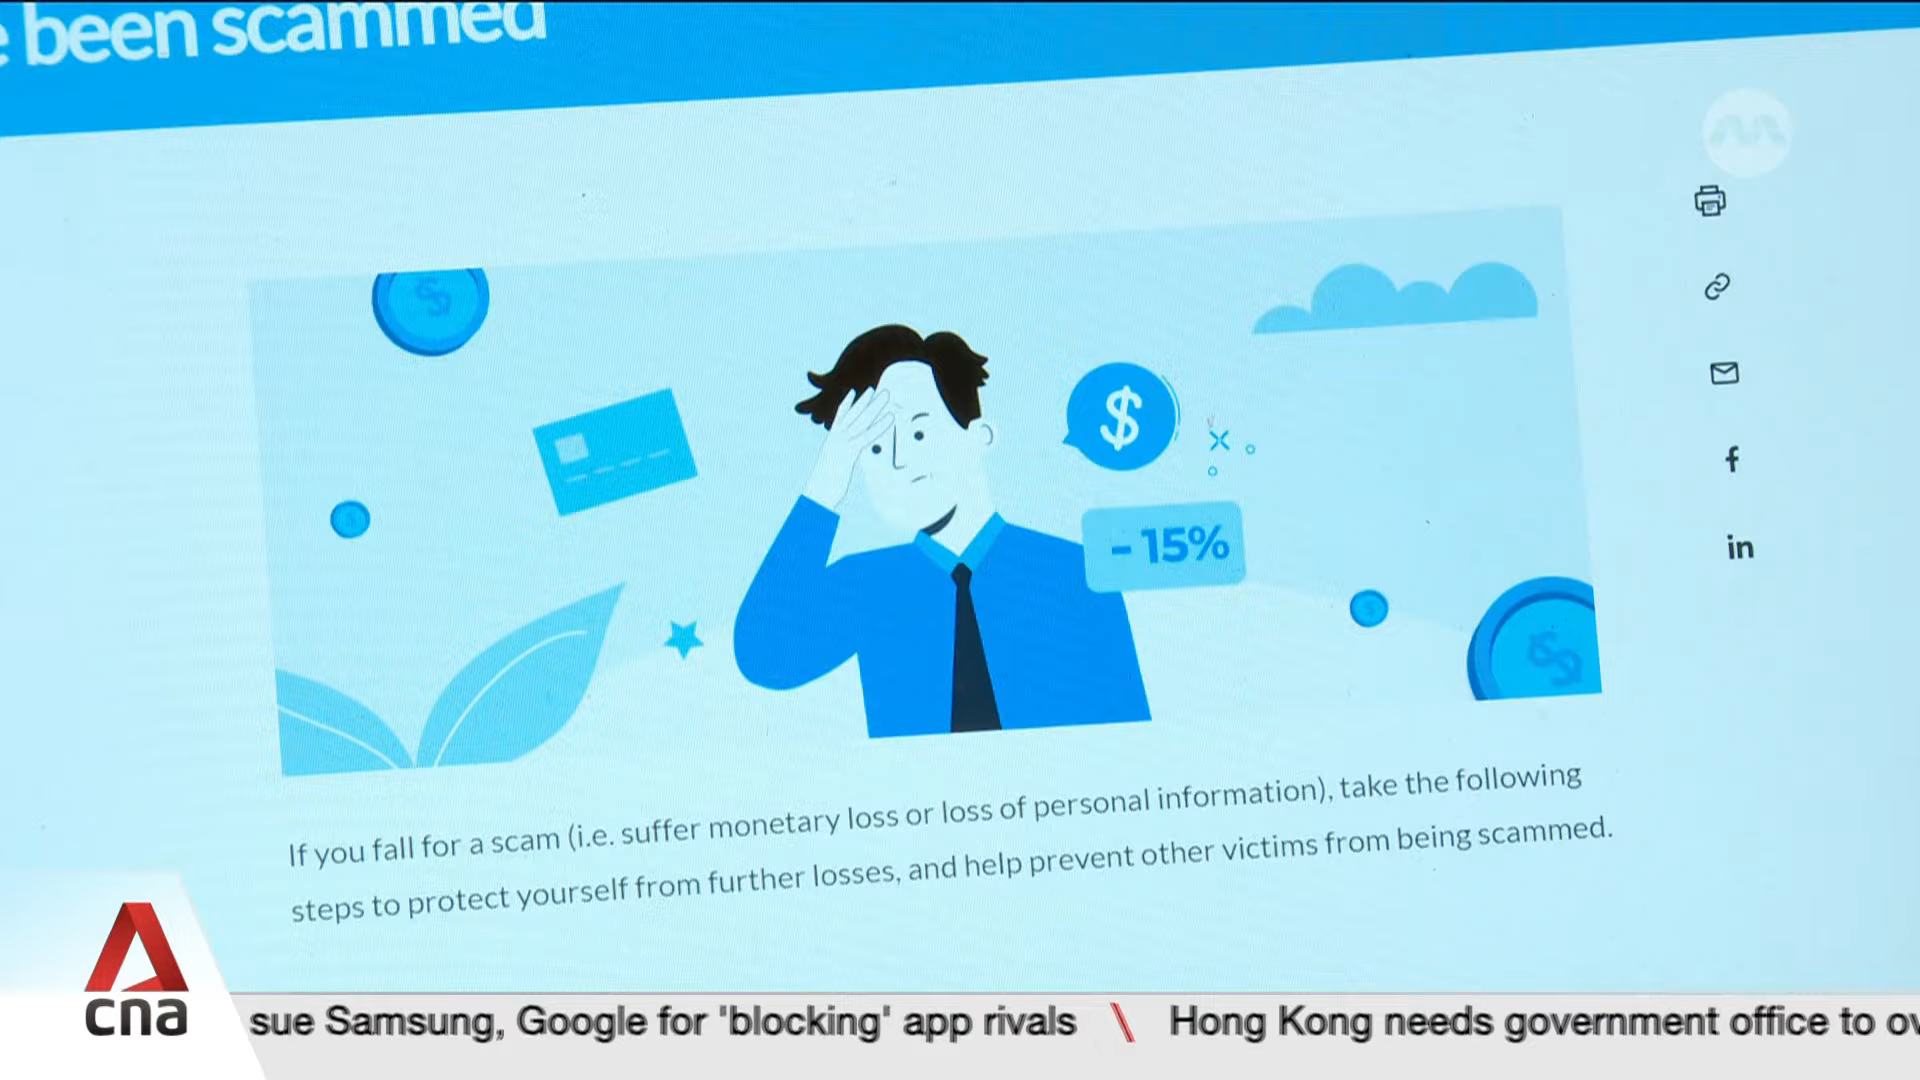 been scammed
$
- 15%
If you fall for a scam (i.e. suffer monetary loss or loss of personal information), take the following
steps to protect yourself from further losses, and help prevent other victims from being scammed.
f
in
cna
sue Samsung, Google for 'blocking' app rivals \ Hong Kong needs government office to ov